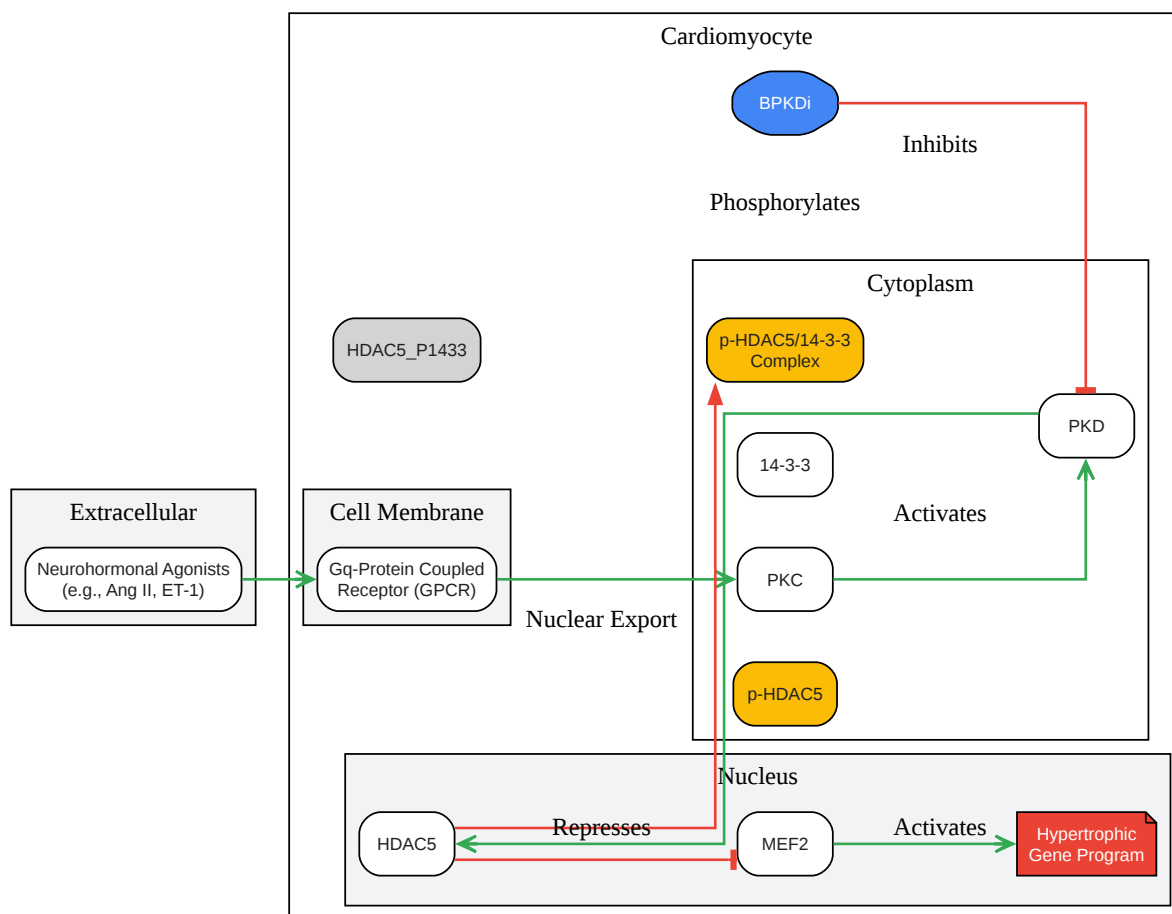 Cardiomyocyte
BPKDi
Inhibits
Phosphorylates
Cytoplasm
HDAC5_P1433
p-HDAC5/14-3-3
Complex
PKD
14-3-3
Extracellular
Cell Membrane
Activates
Neurohormonal Agonists
(e.g., Ang II, ET-1)
Gq-Protein Coupled
Receptor (GPCR)
PKC
Nuclear Export
p-HDAC5
Nucleus
HDAC5
Represses
MEF2
Activates
Hypertrophic
Gene Program